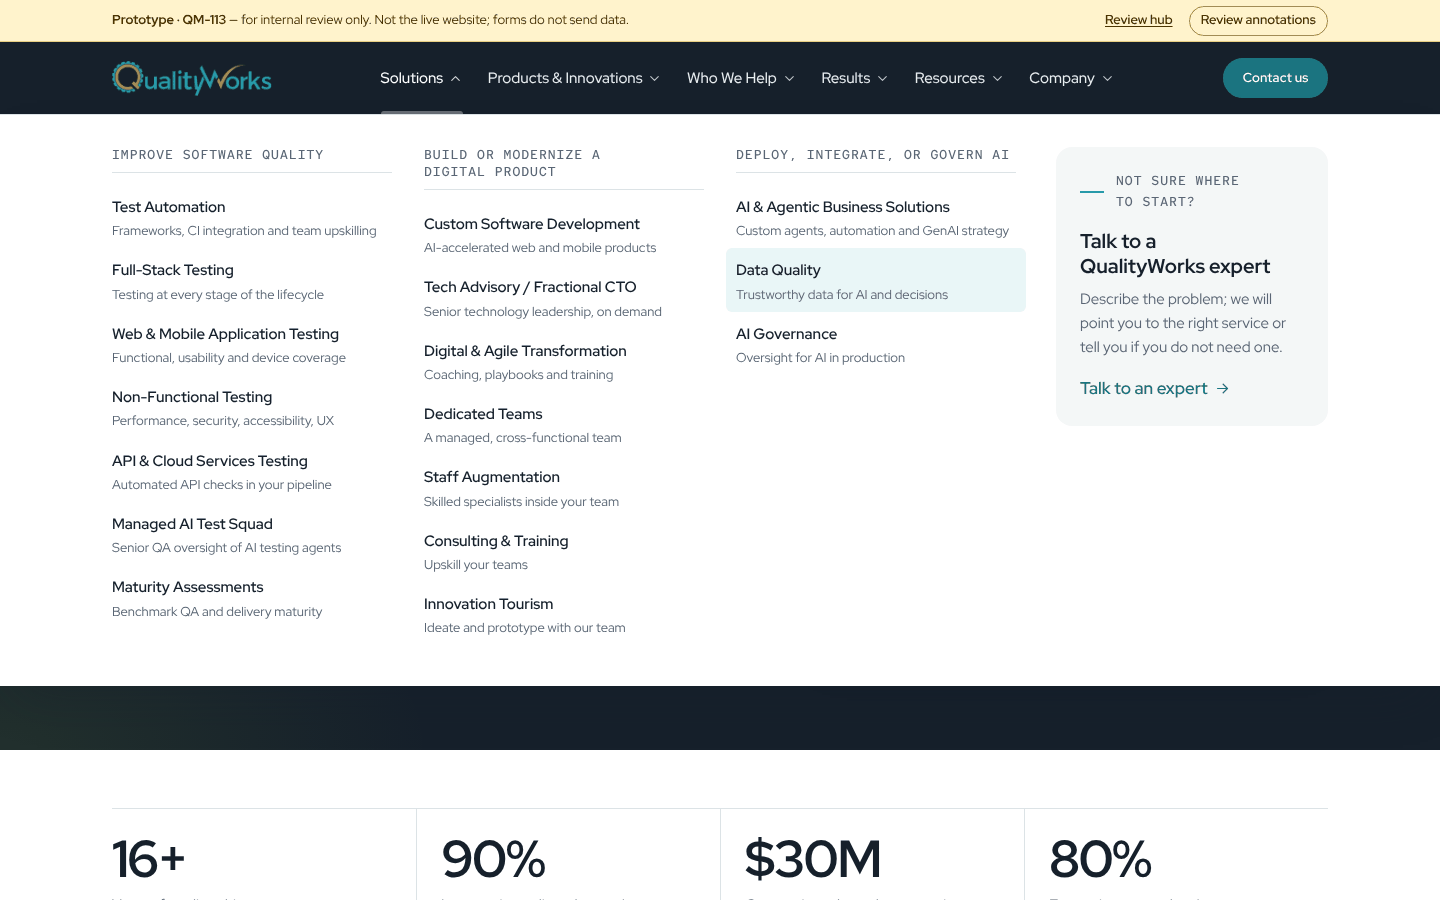 Prototype · QM-113 — for internal review only. Not the live website; forms do not send data.
Review hub
Review annotations
QualityWorks
Solutions
Products & Innovations
Who We Help
Results
Resources
Company
Contact us
IMPROVE SOFTWARE QUALITY
Test Automation
Frameworks, CI integration and team upskilling
Full-Stack Testing
Testing at every stage of the lifecycle
Web & Mobile Application Testing
Functional, usability and device coverage
Non-Functional Testing
Performance, security, accessibility, UX
API & Cloud Services Testing
Automated API checks in your pipeline
Managed AI Test Squad
Senior QA oversight of AI testing agents
Maturity Assessments
Benchmark QA and delivery maturity
BUILD OR MODERNIZE A
DIGITAL PRODUCT
Custom Software Development
AI-accelerated web and mobile products
Tech Advisory / Fractional CTO
Senior technology leadership, on demand
Digital & Agile Transformation
Coaching, playbooks and training
Dedicated Teams
A managed, cross-functional team
Staff Augmentation
Skilled specialists inside your team
Consulting & Training
Upskill your teams
Innovation Tourism
Ideate and prototype with our team
DEPLOY, INTEGRATE, OR GOVERN AI
AI & Agentic Business Solutions
Custom agents, automation and GenAI strategy
Data Quality
Trustworthy data for AI and decisions
AI Governance
Oversight for AI in production
NOT SURE WHERE
TO START?
Talk to a
QualityWorks expert
Describe the problem; we will
point you to the right service or
tell you if you do not need one.
Talk to an expert →
16+
90%
$30M
80%